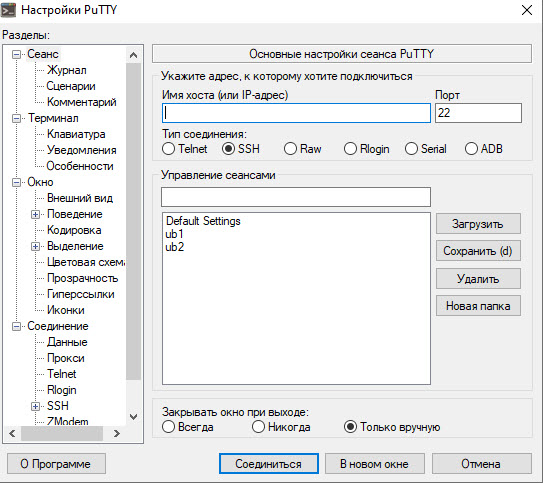 Настройки PuTTY
Разделы:
Сеанс
Журнал
Сценарии
Комментарий
Терминал
Клавиатура
Уведомления
Особенности
Окно
Внешний вид
Поведение
Кодировка
Выделение
Цветовая схема
Прозрачность
Гиперссылки
Иконки
Соединение
Данные
Прокси
Telnet
Rlogin
SSH
ZModem
Основные настройки сеанса PuTTY
Укажите адрес, к которому хотите подключиться
Имя хоста (или IP-адрес) Порт
22
Тип соединения:
Telnet SSH Raw Rlogin Serial ADB
Управление сеансами
Default Settings
ub1
ub2
Загрузить
Сохранить (d)
Удалить
Новая папка
Закрывать окно при выходе:
Всегда Никогда Только вручную
О Программе Соединиться В новом окне Отмена